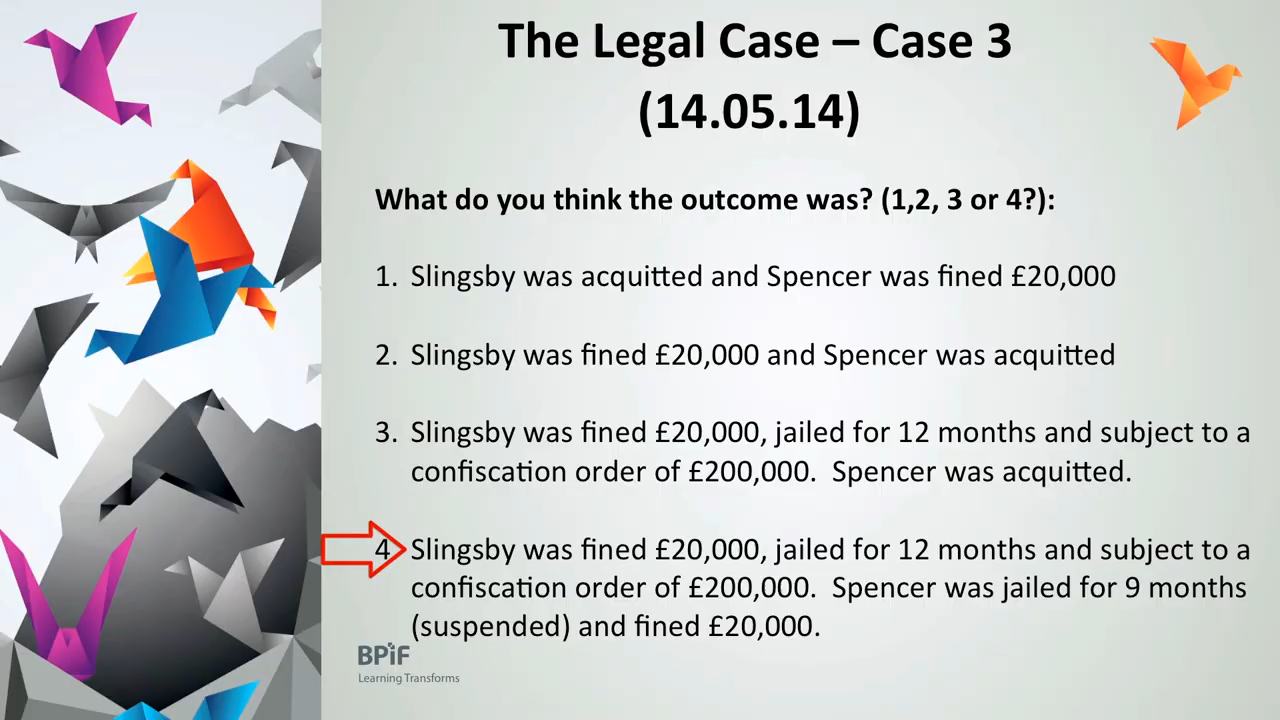 The Legal Case – Case 3
(14.05.14)
What do you think the outcome was? (1,2, 3 or 4?):
1. Slingsby was acquitted and Spencer was fined £20,000
2. Slingsby was fined £20,000 and Spencer was acquitted
3. Slingsby was fined £20,000, jailed for 12 months and subject to a
confiscation order of £200,000.  Spencer was acquitted.
4 Slingsby was fined £20,000, jailed for 12 months and subject to a
confiscation order of £200,000.  Spencer was jailed for 9 months
(suspended) and fined £20,000.
BPiF
Learning Transforms